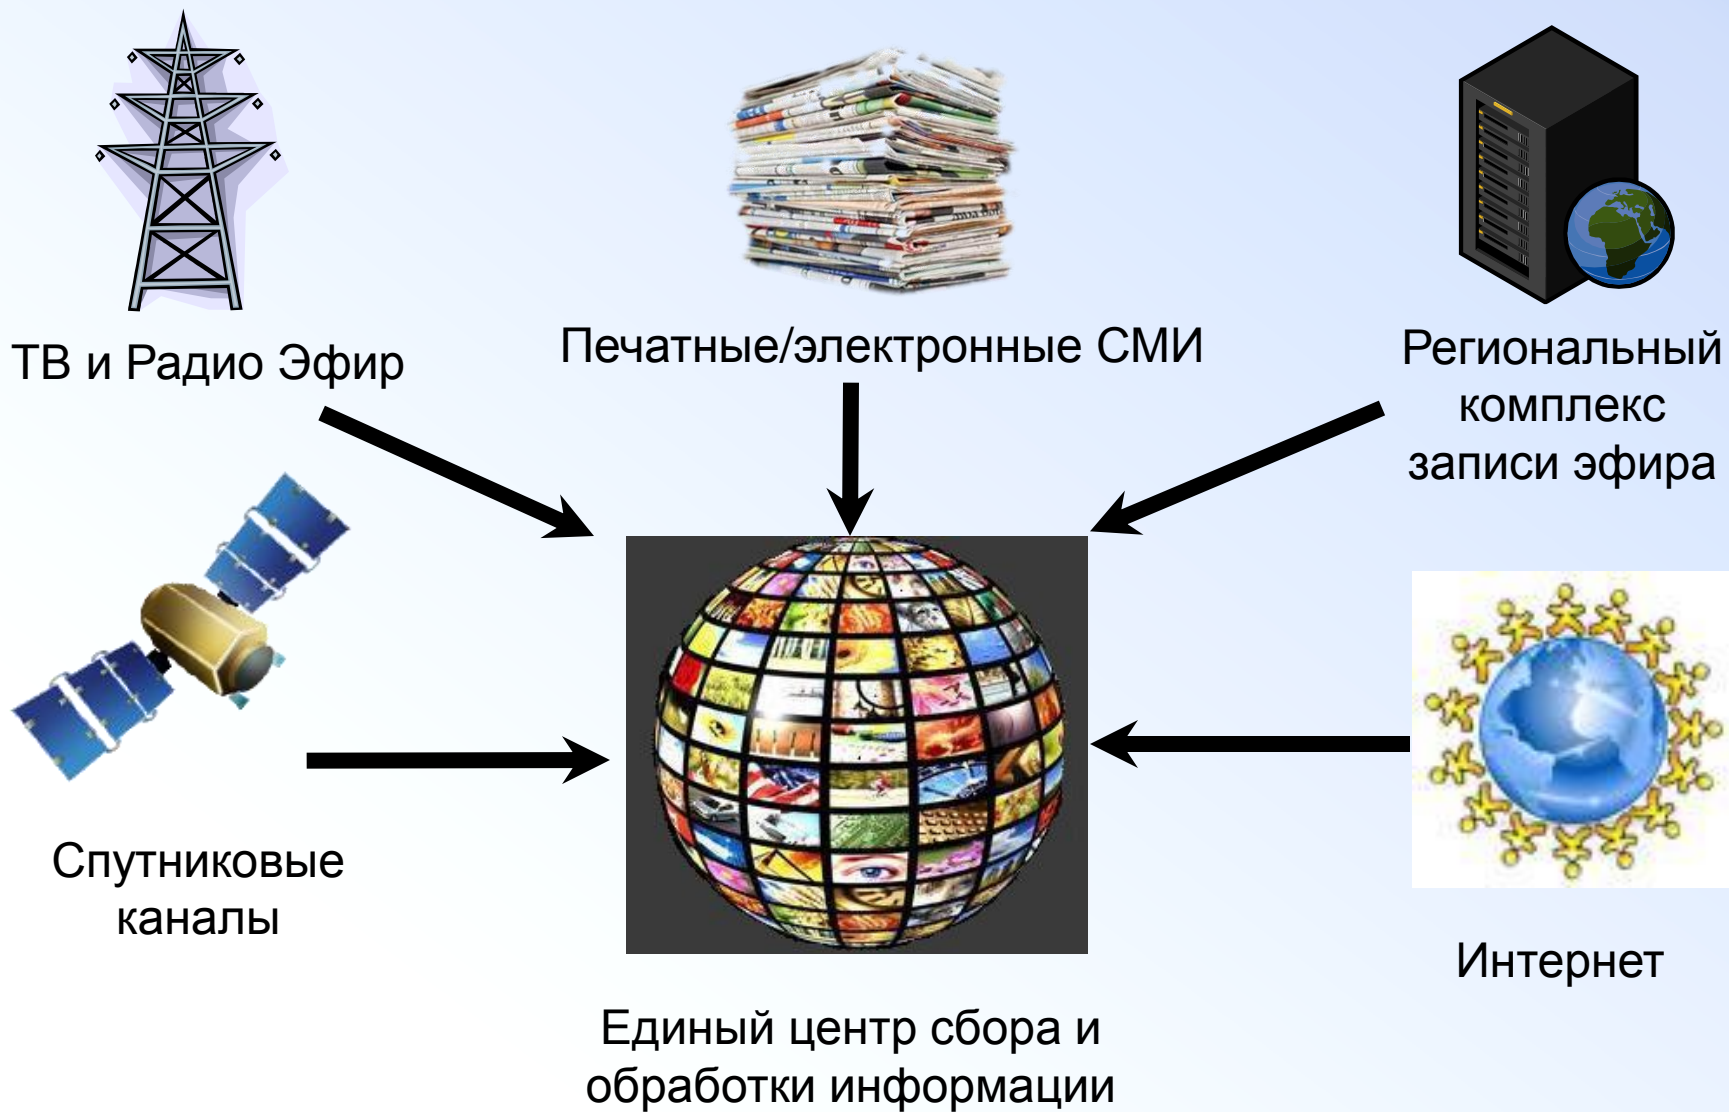 ТВ и Радио Эфир
Печатные/электронные СМИ
Региональный
комплекс
записи эфира
Спутниковые
каналы
Интернет
Единый центр сбора и
обработки информации